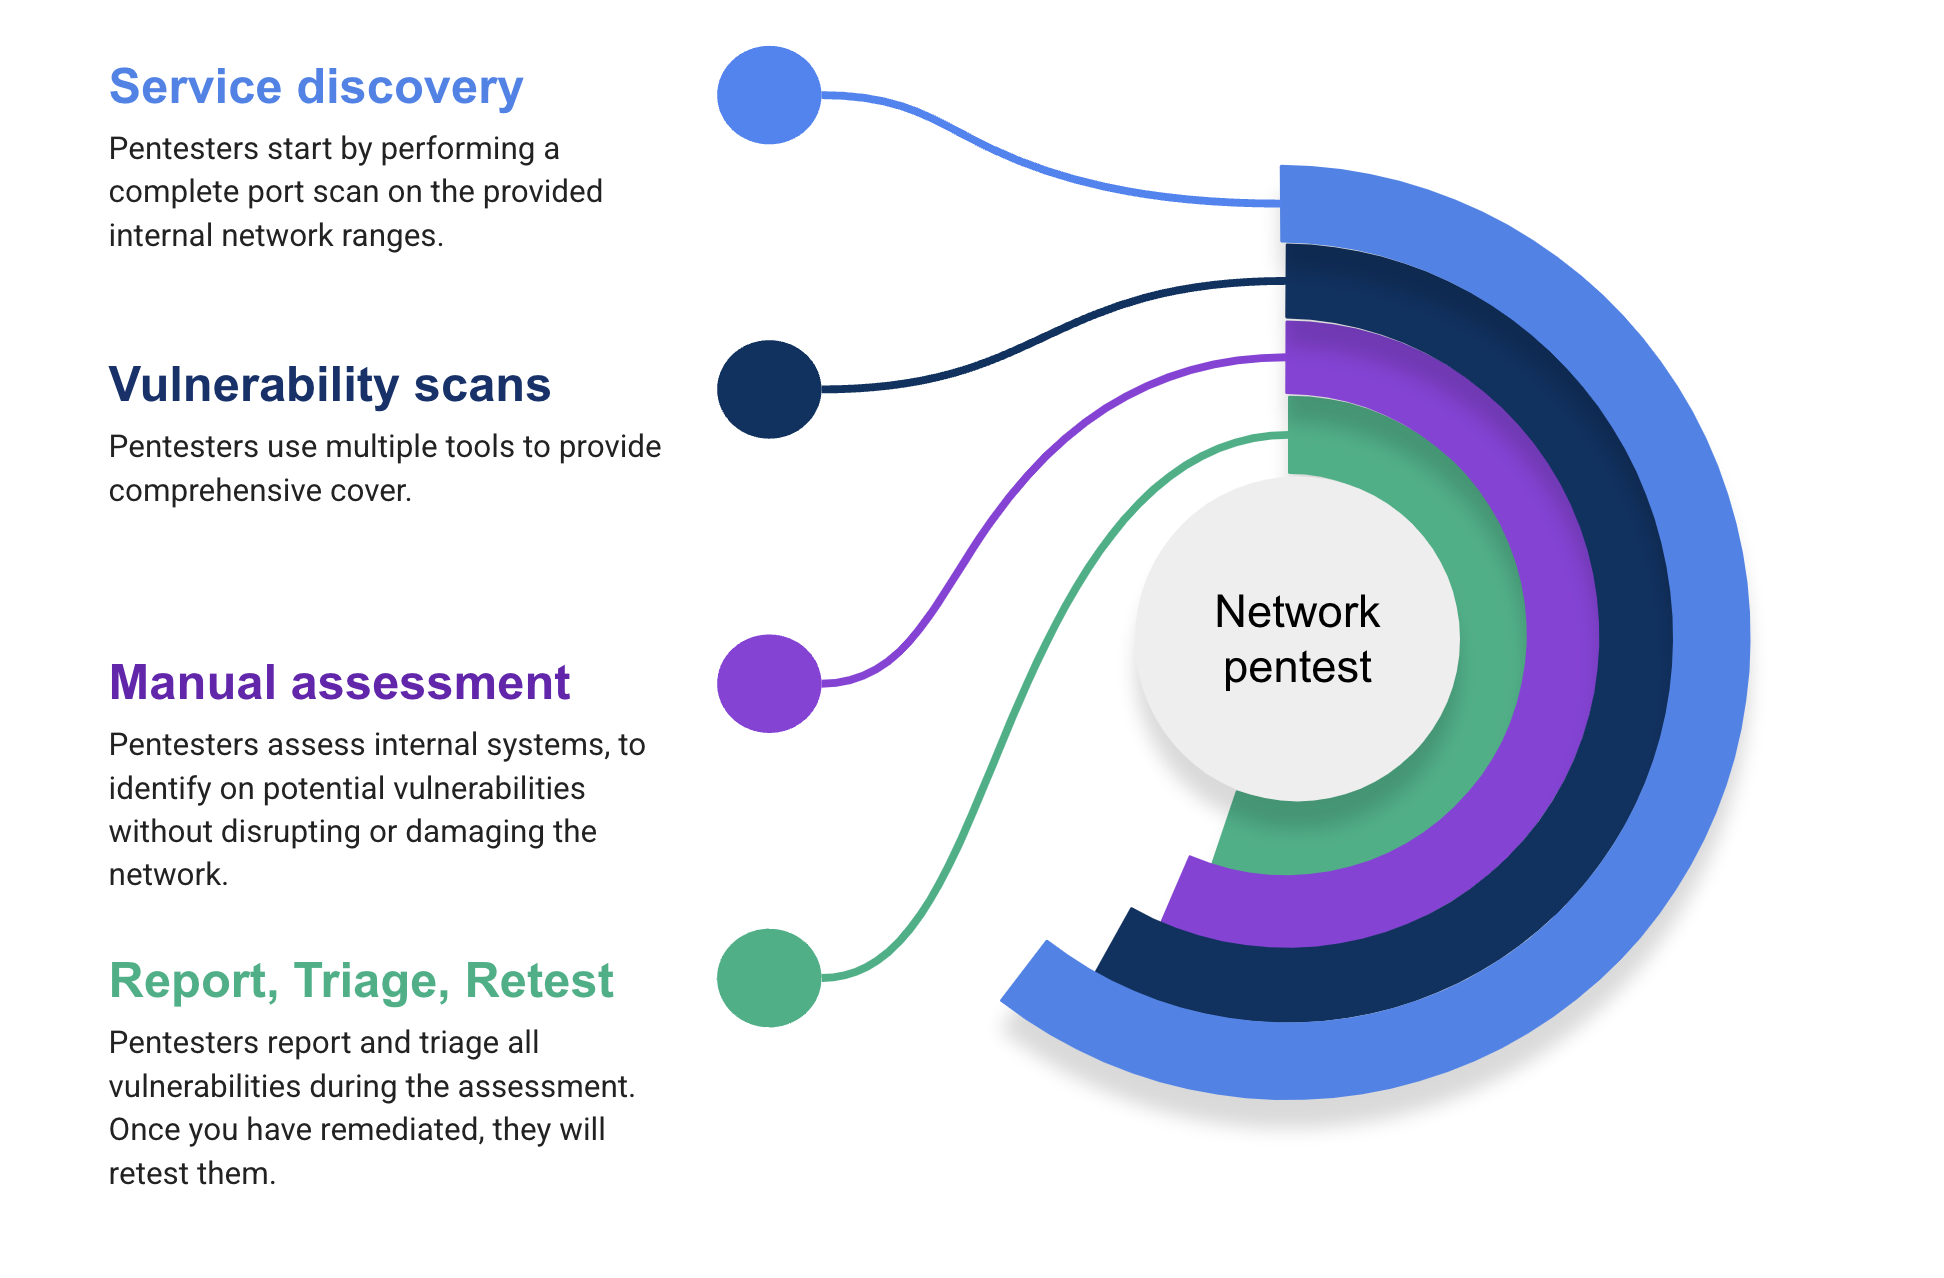 Service discovery
Pentesters start by performing a
complete port scan on the provided
internal network ranges.
Vulnerability scans
Pentesters use multiple tools to provide
comprehensive cover.
Manual assessment
Pentesters assess internal systems, to
identify on potential vulnerabilities
without disrupting or damaging the
network.
Report, Triage, Retest
Pentesters report and triage all
vulnerabilities during the assessment.
Once you have remediated, they will
retest them.
Network
pentest